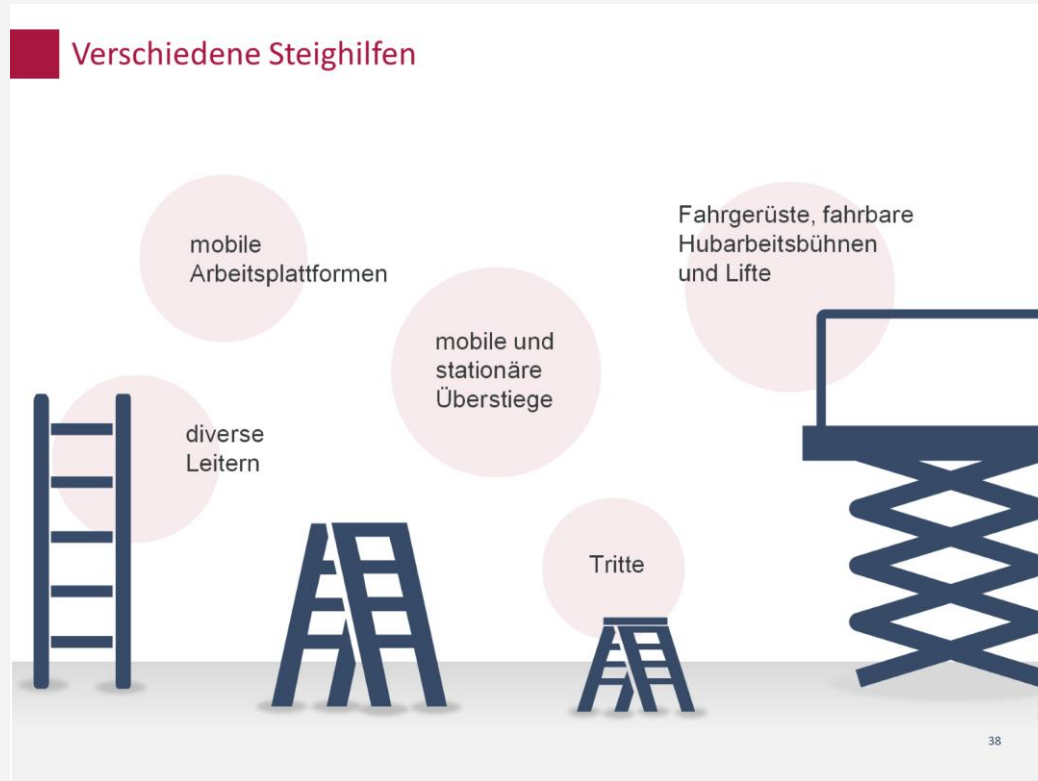 Verschiedene Steighilfen
mobile
Arbeitsplattformen
Fahrgerüste, fahrbare
Hubarbeitsbühnen
und Lifte
mobile und
stationäre
Überstiege
diverse
Leitern
Tritte
38